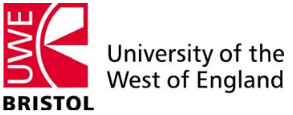 UWE
BRISTOL
University of the
West of England